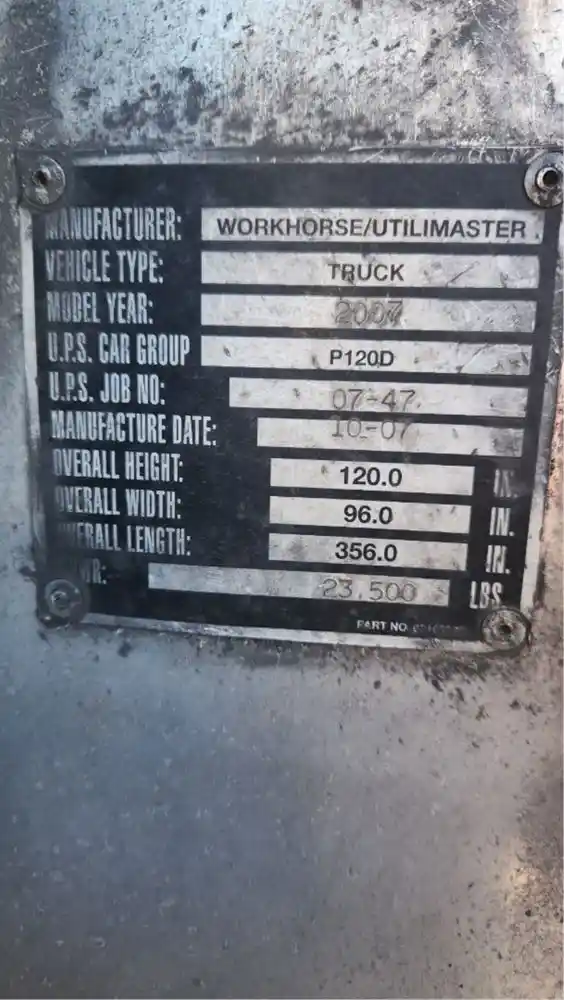 MANUFACTURER: WORKHORSE/UTILIMASTER
VEHICLE TYPE: TRUCK
MODEL YEAR: 2007
U.P.S. CAR GROUP P120D
U.P.S. JOB NO: 07-47
MANUFACTURE DATE: 10-07
OVERALL HEIGHT: 120.0 IN.
OVERALL WIDTH: 96.0 IN.
OVERALL LENGTH: 356.0 IN.
23,500 LBS
PART NO